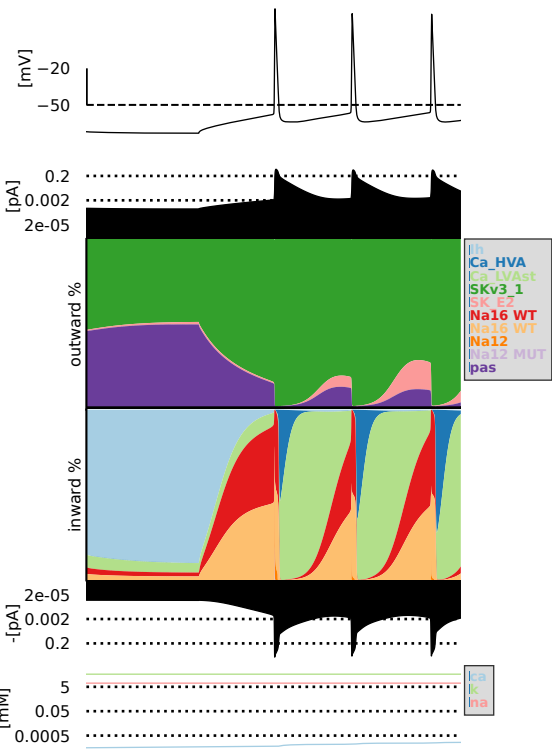 [mV]
−20
−50
[pA]
0.2
0.002
2e-05
outward %
Ih
Ca_HVA
Ca_LVAst
SKv3_1
SK_E2
Na16 WT
Na16 WT
Na12
Na12 MUT
pas
inward %
-[pA]
2e-05
0.002
0.2
[mM]
5
0.05
0.0005
ca
k
na